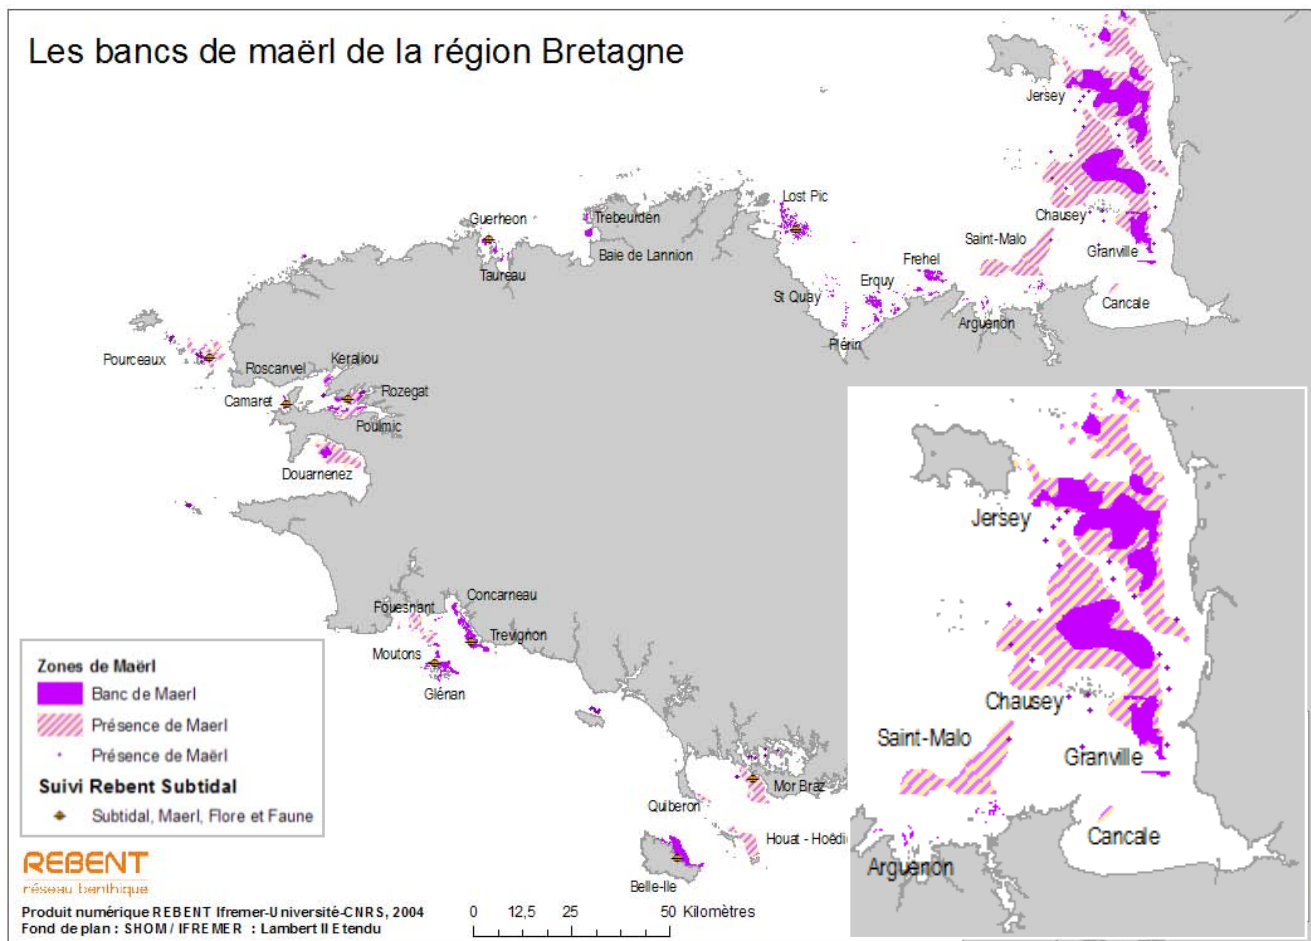 Les bancs de maërl de la région Bretagne
Jersey
Lost Pic
Guerheon
Trebeurden
Chausey
Saint-Malo
Granville
Baie de Lannion
Taureau
Frehel
Erquy
St Quay
Cancale
Arguenon
Plérin
Pourceaux
Roscanvel
Keraliou
Rozegat
Camaret
Poulmic
Douarnenez
Jersey
Concarneau
Fouesnant
Trevignon
Moutons
Glénan
Chausey
Saint-Malo
Granville
Mor Braz
Quiberon
Houat - Hoëdi
Cancale
Arguenon
Belle-Ile
Zones de Maërl
Banc de Maerl
Présence de Maerl
Présence de Maërl
Suivi Rebent Subtidal
Subtidal, Maerl, Flore et Faune
REBENT
réseau benthique
Produit numérique REBENT Ifremer-Université-CNRS, 2004
Fond de plan : SHOM / IFREMER : Lambert II Etendu
0 12,5 25 50 Kilomètres